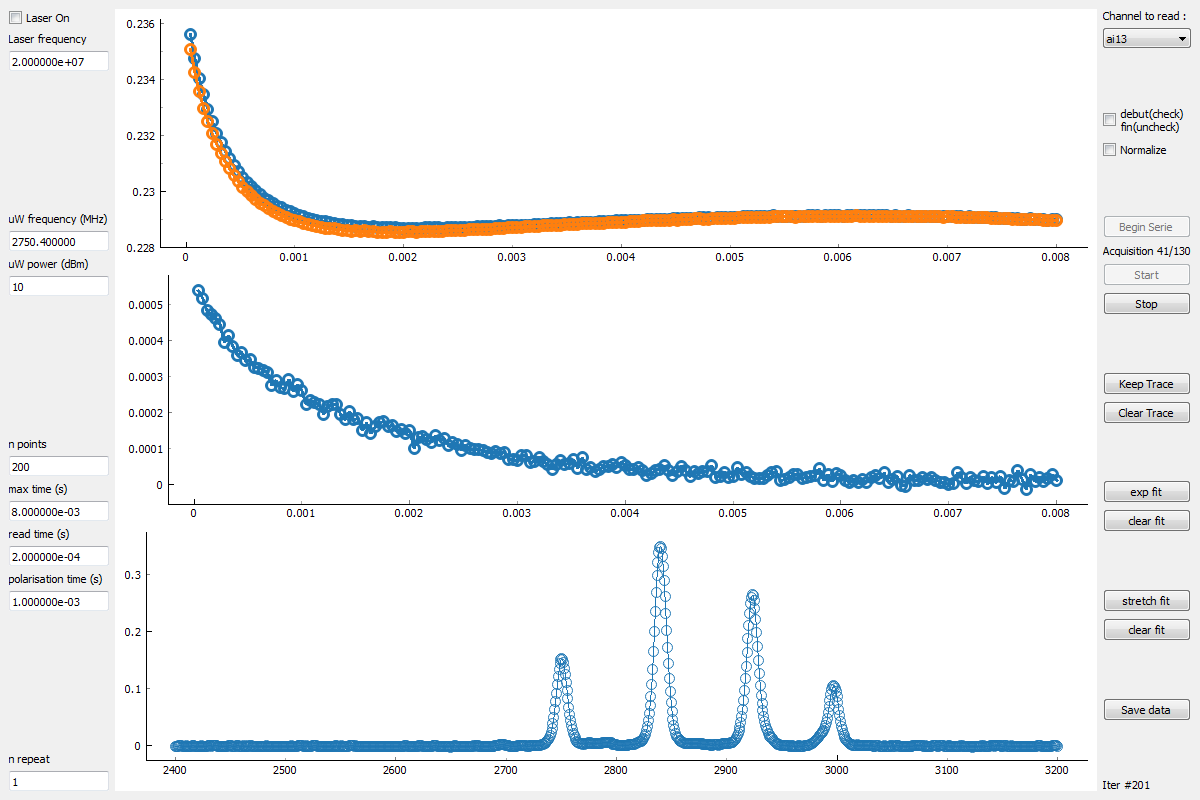 Laser On
Laser frequency
2.000000e+07
uW frequency (MHz)
2750.400000
uW power (dBm)
10
n points
200
max time (s)
8.000000e-03
read time (s)
2.000000e-04
polarisation time (s)
1.000000e-03
n repeat
1
0.236
0.234
0.232
0.23
0.228
0 0.001 0.002 0.003 0.004 0.005 0.006 0.007 0.008
0.0005
0.0004
0.0003
0.0002
0.0001
0
0 0.001 0.002 0.003 0.004 0.005 0.006 0.007 0.008
0.3
0.2
0.1
0
2400 2500 2600 2700 2800 2900 3000 3100 3200
Channel to read :
ai13
debut(check)
fin(uncheck)
Normalize
Begin Serie
Acquisition 41/130
Start
Stop
Keep Trace
Clear Trace
exp fit
clear fit
stretch fit
clear fit
Save data
Iter #201